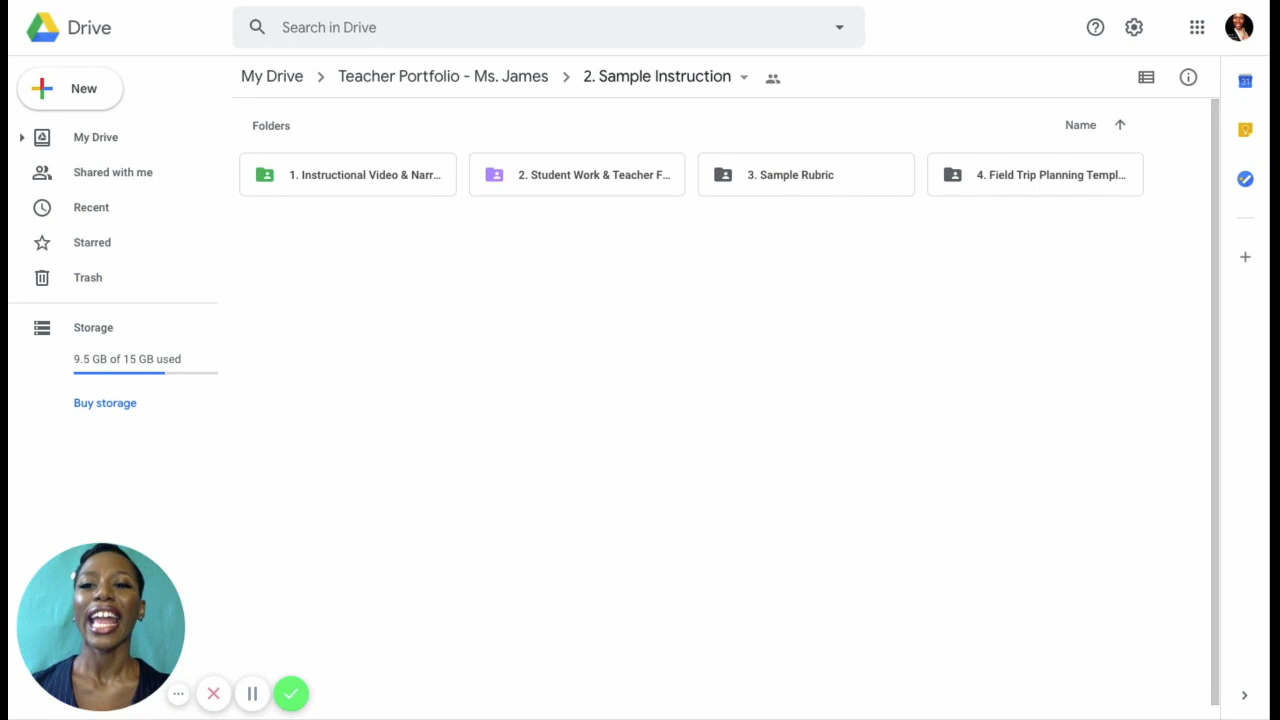 Drive
Search in Drive
My Drive Teacher Portfolio - Ms. James 2. Sample Instruction
New
Folders
Name
My Drive
1. Instructional Video & Narr...
2. Student Work & Teacher F...
3. Sample Rubric
4. Field Trip Planning Templ...
Shared with me
Recent
Starred
Trash
Storage
9.5 GB of 15 GB used
Buy storage
31